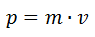 p = m · v